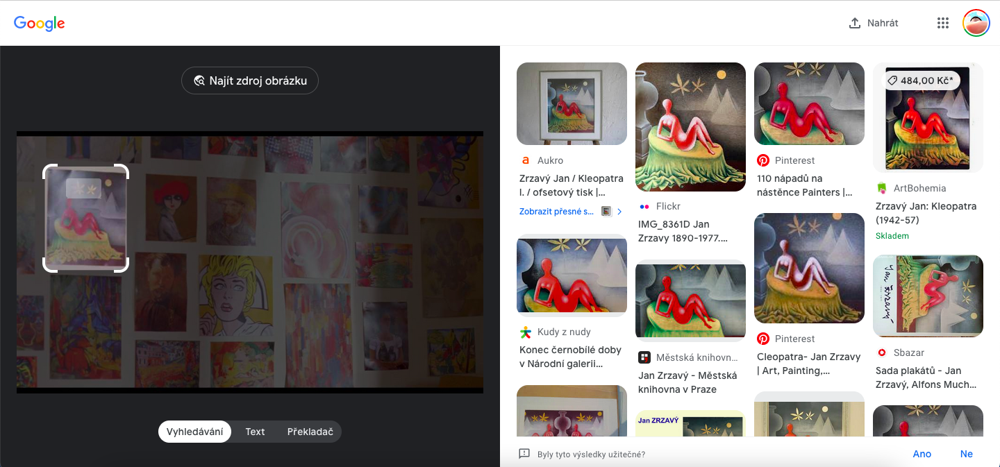 Google
Nahrát
Najít zdroj obrázku
Vyhledávání
Text
Překladač
Aukro
Zrzavý Jan / Kleopatra
I. / ofsetový tisk |...
Zobrazit přesné s...
Kudy z nudy
Konec černobílé doby
v Národní galerii...
Flickr
IMG_8361D Jan
Zrzavy 1890-1977....
Městská knihovn...
Jan Zrzavý - Městská
knihovna v Praze
Jan ZRZAVÝ
Pinterest
110 nápadů na
nástěnce Painters |...
Pinterest
Cleopatra- Jan Zrzavy
| Art, Painting,...
484,00 Kč*
ArtBohemia
Zrzavý Jan: Kleopatra
(1942-57)
Skladem
Jan Zrzavý
Sbazar
Sada plakátů - Jan
Zrzavý, Alfons Much...
Byly tyto výsledky užitečné?
Ano
Ne